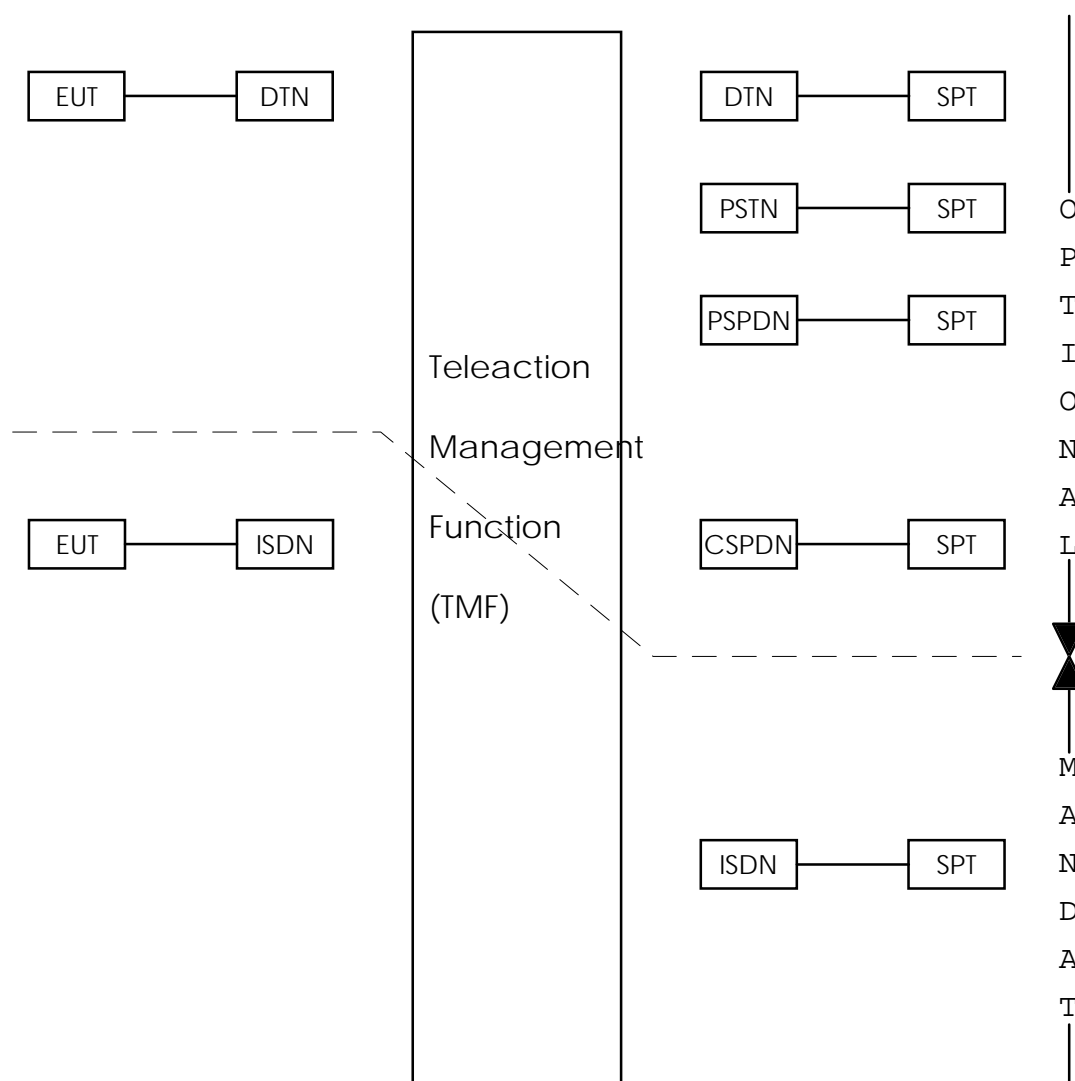 EUT DTN DTN SPT
PSTN SPT
PSPDN SPT
Teleaction
Management
Function
(TMF)
EUT ISDN CSPDN SPT
ISDN SPT
O
P
T
I
O
N
A
L
M
A
N
D
A
T